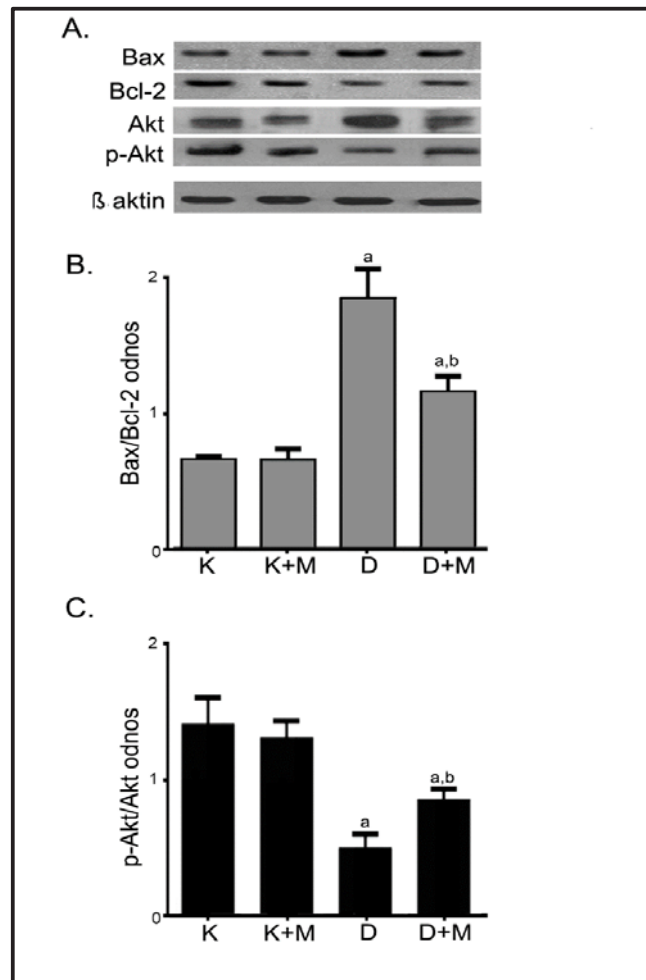 A.
Bax
Bcl-2
Akt
p-Akt
ß aktin
B.
2
a
a,b
1
Bax/Bcl-2 odnos
0
K K+M D D+M
C.
2
a,b
1
a
p-Akt/Akt odnos
0
K K+M D D+M